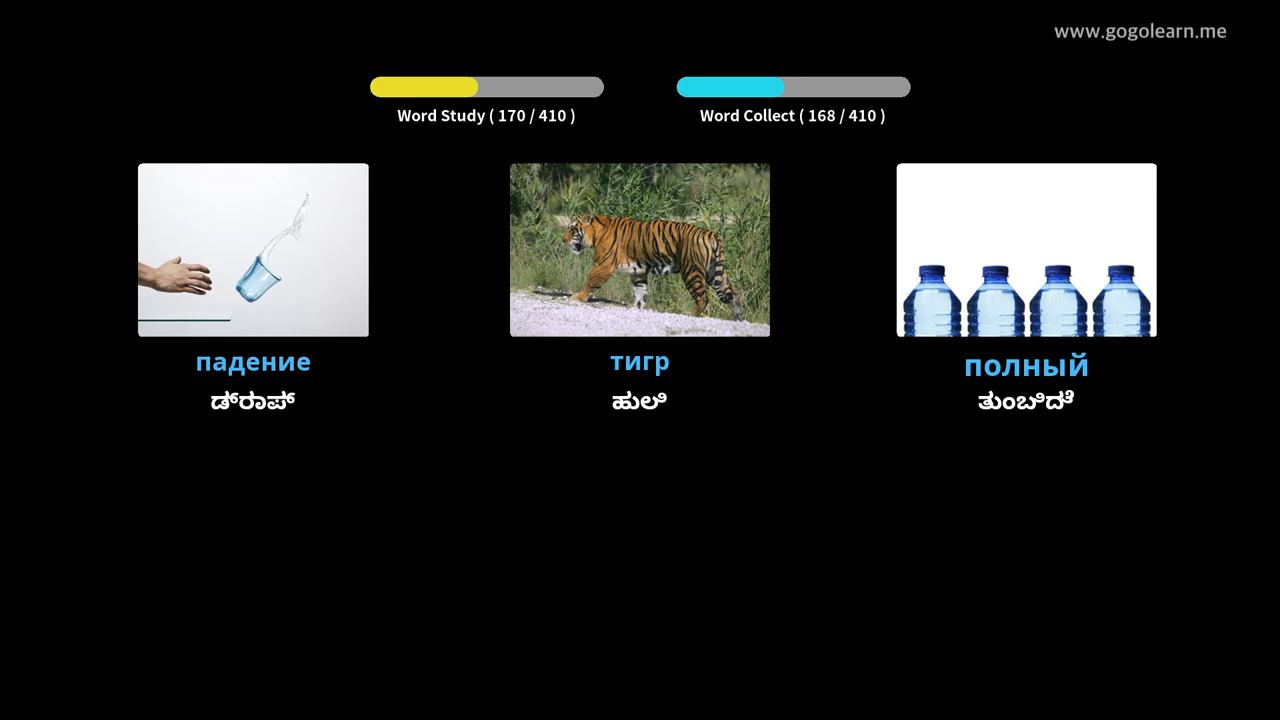 www.gogolearn.me
Word Study ( 170 / 410 )
Word Collect ( 168 / 410 )
падение
тигр
полный
ಡ್ರಾಪ್
ಹುಲಿ
ತುಂಬಿದೆ